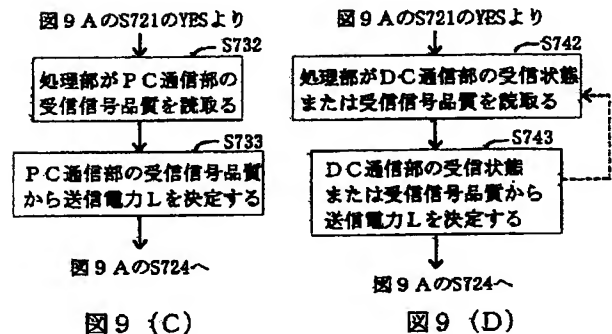 図9AのS721のYESより
S732
処理部がPC通信部の
受信信号品質を読取る
S733
PC通信部の受信信号品質
から送信電力Lを決定する
図9AのS724へ
図9(C)
図9AのS721のYESより
S742
処理部がDC通信部の受信状態
または受信信号品質を読取る
S743
DC通信部の受信状態
または受信信号品質から
送信電力Lを決定する
図9AのS724へ
図9(D)